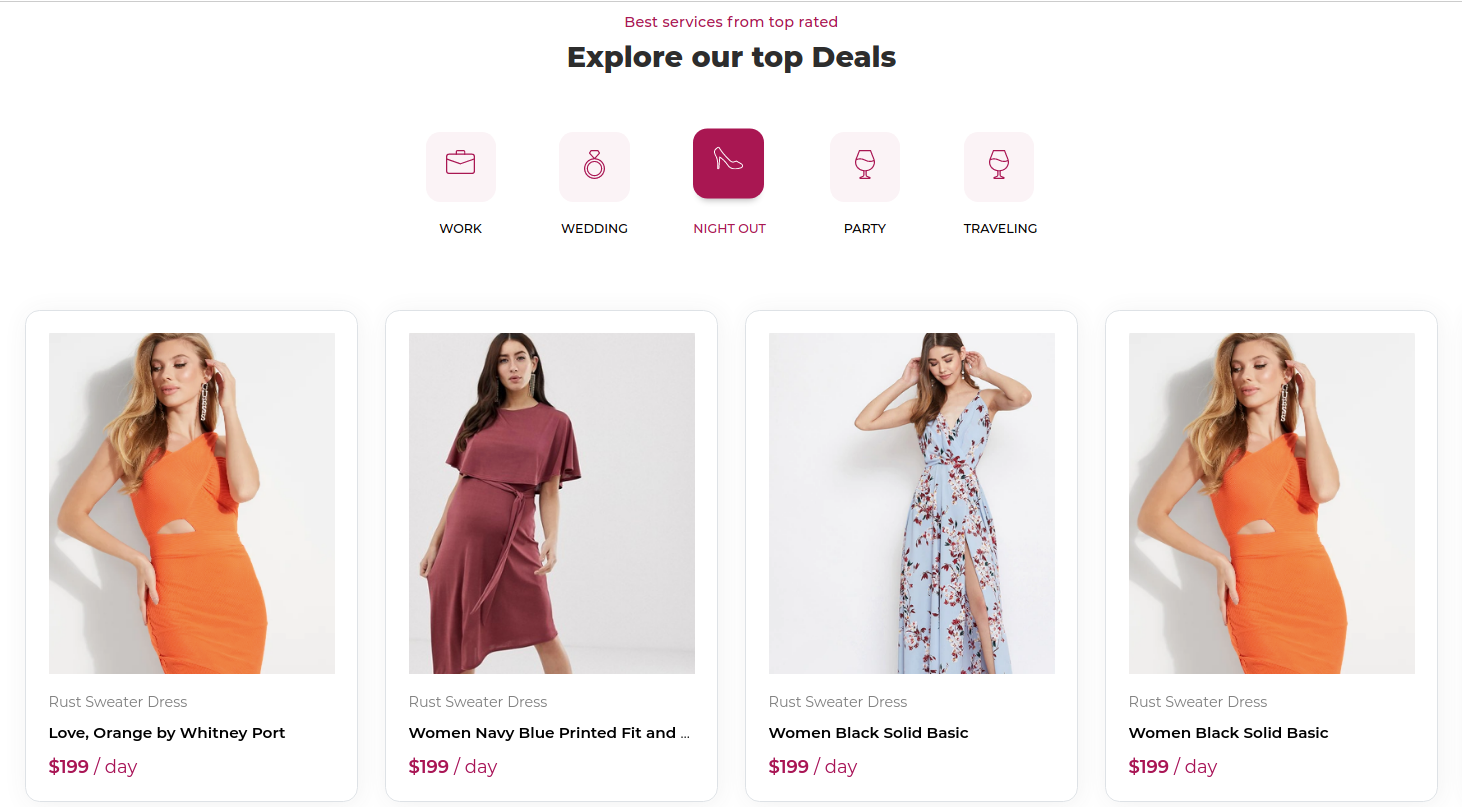 Best services from top rated
Explore our top Deals
WORK
WEDDING
NIGHT OUT
PARTY
TRAVELING
Rust Sweater Dress
Love, Orange by Whitney Port
$199 / day
Rust Sweater Dress
Women Navy Blue Printed Fit and ...
$199 / day
Rust Sweater Dress
Women Black Solid Basic
$199 / day
Rust Sweater Dress
Women Black Solid Basic
$199 / day